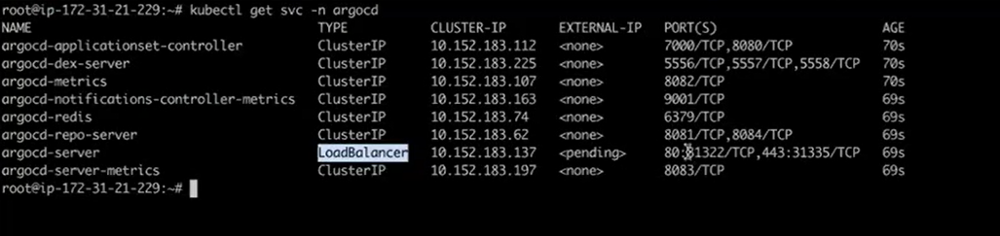 root@ip-172-31-21-229:~# kubectl get svc -n argocd
NAME TYPE CLUSTER-IP EXTERNAL-IP PORT(S) AGE
argocd-applicationset-controller ClusterIP 10.152.183.112 <none> 7000/TCP,8080/TCP 70s
argocd-dex-server ClusterIP 10.152.183.225 <none> 5556/TCP,5557/TCP,5558/TCP 70s
argocd-metrics ClusterIP 10.152.183.107 <none> 8082/TCP 70s
argocd-notifications-controller-metrics ClusterIP 10.152.183.163 <none> 9001/TCP 69s
argocd-redis ClusterIP 10.152.183.74 <none> 6379/TCP 69s
argocd-repo-server ClusterIP 10.152.183.62 <none> 8081/TCP,8084/TCP 69s
argocd-server LoadBalancer 10.152.183.137 <pending> 80:31322/TCP,443:31335/TCP 69s
argocd-server-metrics ClusterIP 10.152.183.197 <none> 8083/TCP 69s
root@ip-172-31-21-229:~#